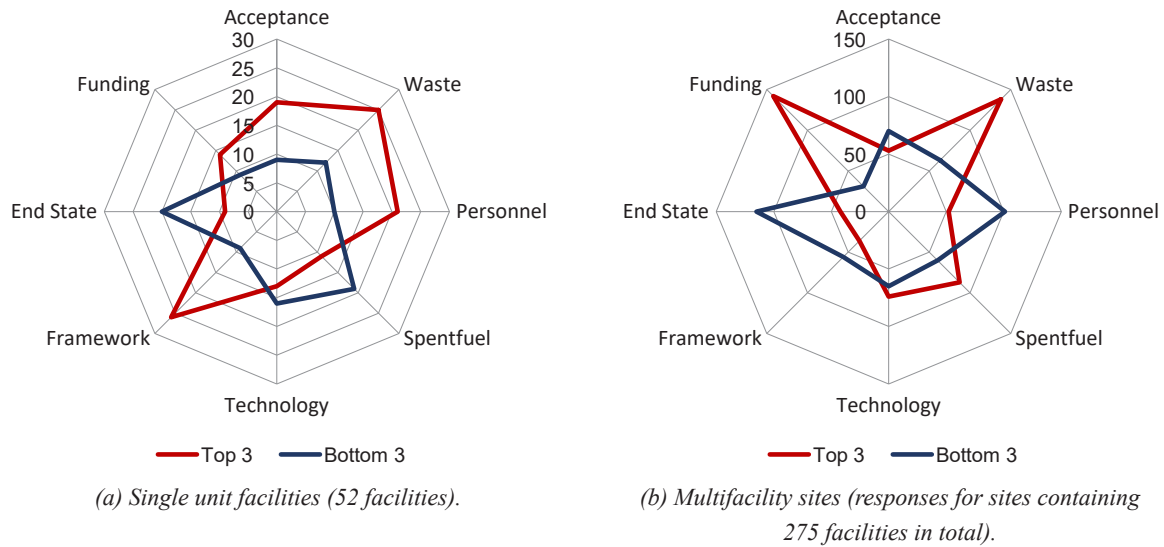 Acceptance
30
25
20
15
10
5
0
Funding
Waste
End State
Personnel
Framework
Spentfuel
Technology
Top 3
Bottom 3
(a) Single unit facilities (52 facilities).
Acceptance
150
100
50
0
Funding
Waste
End State
Personnel
Framework
Spentfuel
Technology
Top 3
Bottom 3
(b) Multifacility sites (responses for sites containing
275 facilities in total).